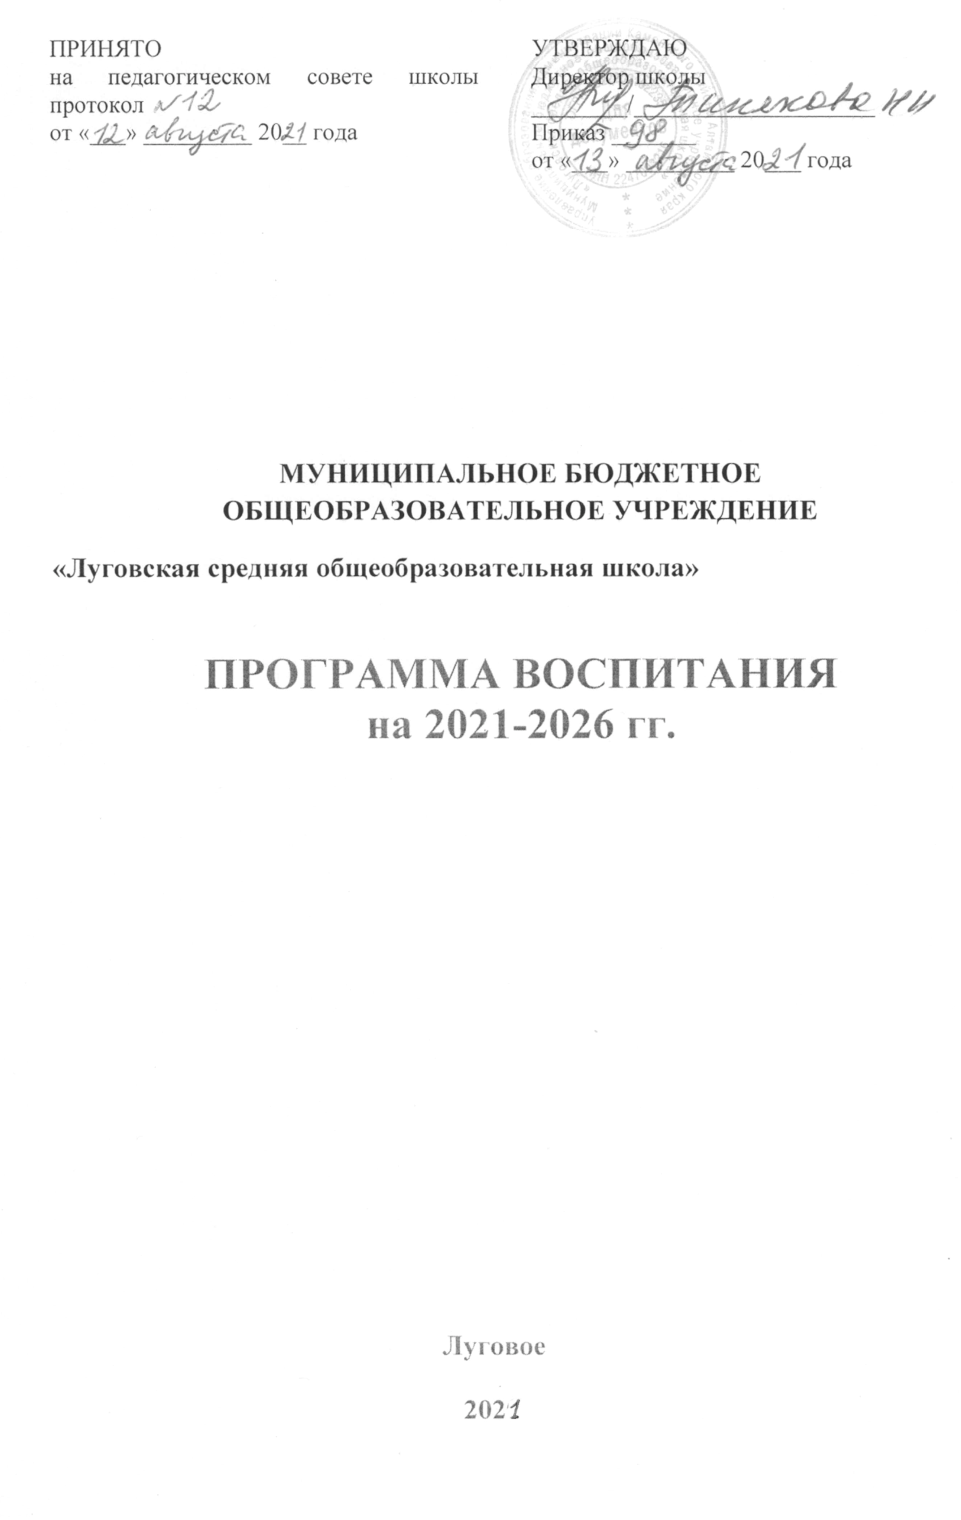 ПРИНЯТО
на педагогическом совете школы
протокол №12
от «12» августа 2021 года
УТВЕРЖДАЮ
Директор школы
Приказ 98
от «13» августа 2021 года
МУНИЦИПАЛЬНОЕ БЮДЖЕТНОЕ
ОБЩЕОБРАЗОВАТЕЛЬНОЕ УЧРЕЖДЕНИЕ
«Луговская средняя общеобразовательная школа»
ПРОГРАММА ВОСПИТАНИЯ
на 2021-2026 гг.
Луговое
2021